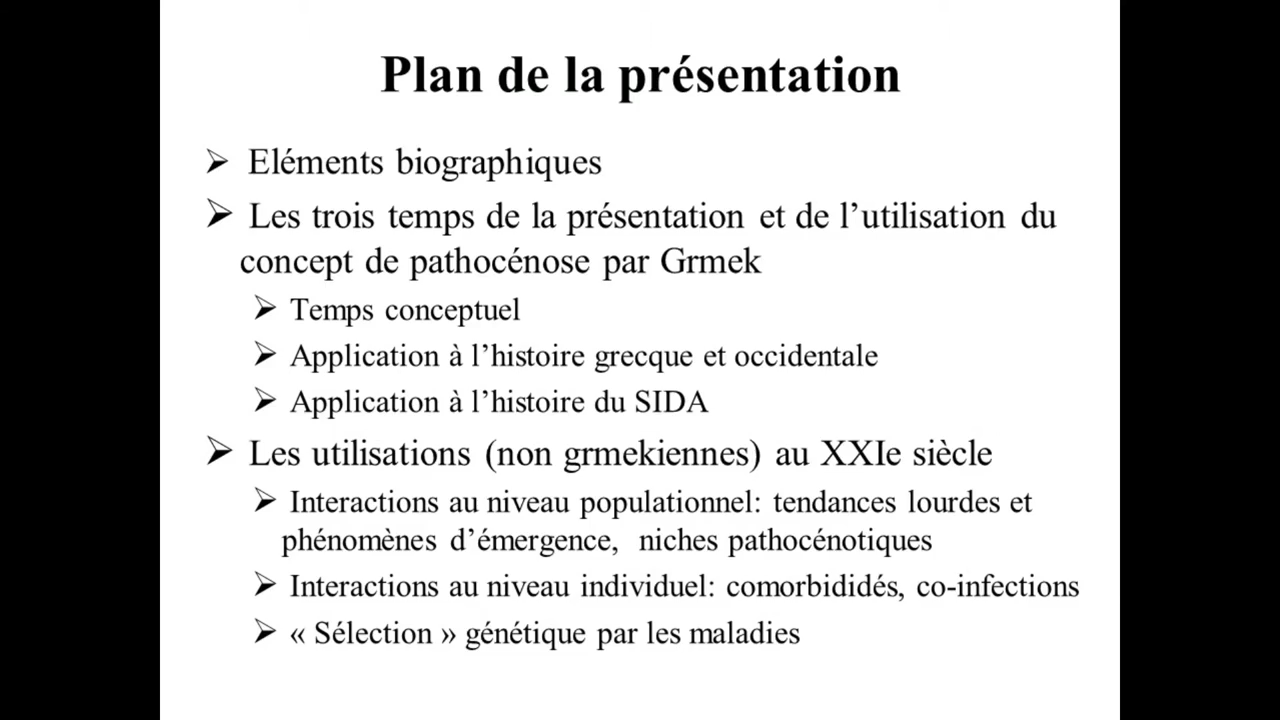 Plan de la présentation
➢ Eléments biographiques
➢ Les trois temps de la présentation et de l’utilisation du
concept de pathocénose par Grmek
➢ Temps conceptuel
➢ Application à l’histoire grecque et occidentale
➢ Application à l’histoire du SIDA
➢ Les utilisations (non grmekiennes) au XXIe siècle
➢ Interactions au niveau populationnel: tendances lourdes et
phénomènes d’émergence, niches pathocénotiques
➢ Interactions au niveau individuel: comorbididés, co-infections
➢ « Sélection » génétique par les maladies